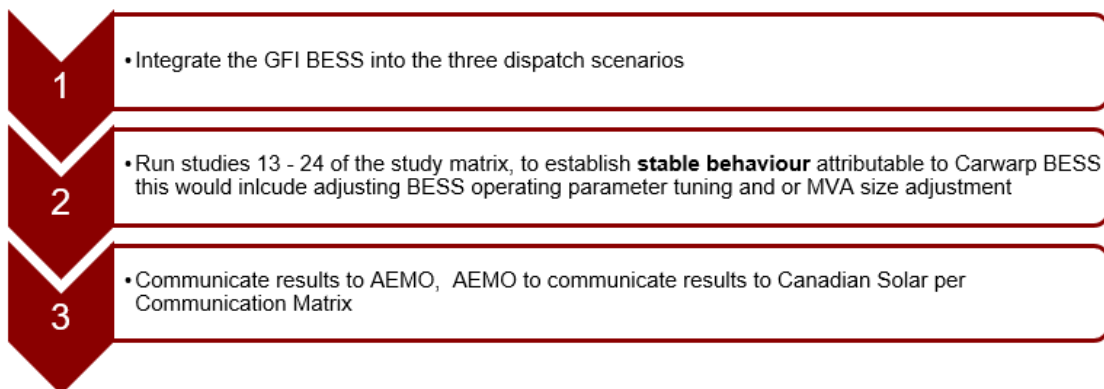 1
•Integrate the GFI BESS into the three dispatch scenarios
2
•Run studies 13 - 24 of the study matrix, to establish stable behaviour attributable to Carwarp BESS
this would inlcude adjusting BESS operating parameter tuning and or MVA size adjustment
3
•Communicate results to AEMO,  AEMO to communicate results to Canadian Solar per
Communication Matrix